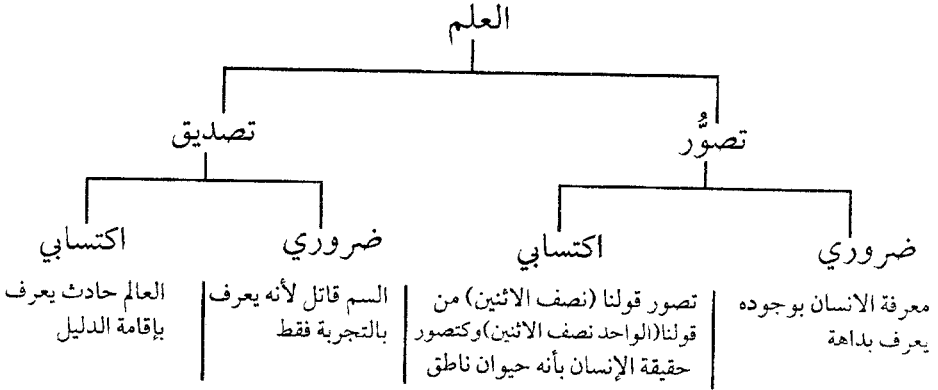 العلم
تصوُّر
تصديق
ضروري
اكتسابي
ضروري
اكتسابي
معرفة الانسان بوجوده
يعرف بداهة
تصور قولنا (نصف الاثنين) من
قولنا(الواحد نصف الاثنين)وكتصور
حقيقة الإنسان بأنه حيوان ناطق
السم قاتل لأنه يعرف
بالتجربة فقط
العالم حادث يعرف
بإقامة الدليل